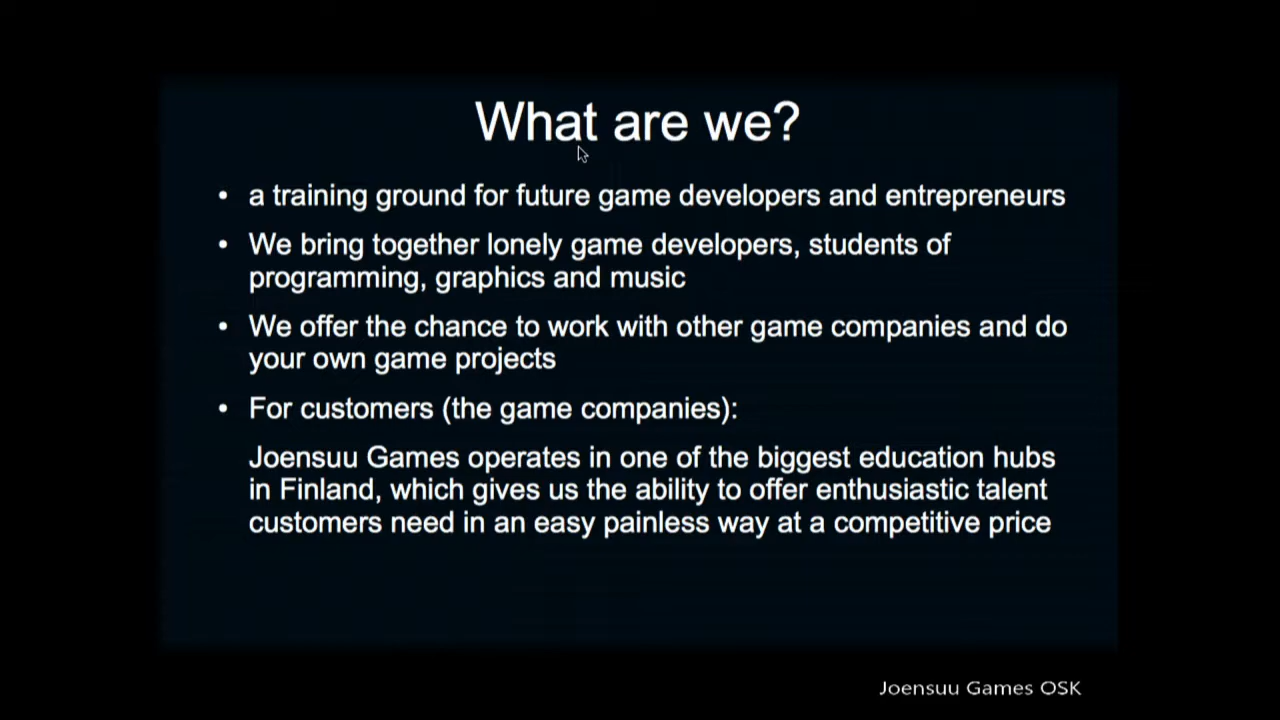 What are we?
• a training ground for future game developers and entrepreneurs
• We bring together lonely game developers, students of
programming, graphics and music
• We offer the chance to work with other game companies and do
your own game projects
• For customers (the game companies):
Joensuu Games operates in one of the biggest education hubs
in Finland, which gives us the ability to offer enthusiastic talent
customers need in an easy painless way at a competitive price
Joensuu Games OSK